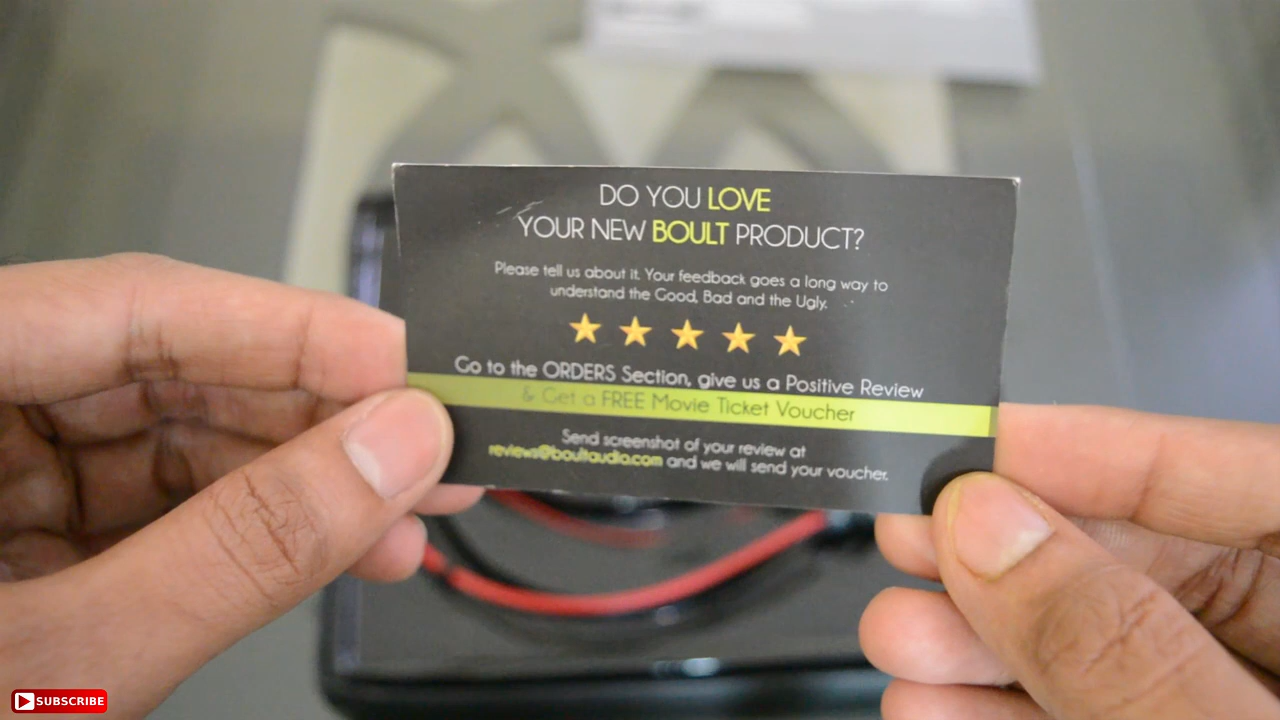 DO YOU LOVE
YOUR NEW BOULT PRODUCT?
Please tell us about it. Your feedback goes a long way to
understand the Good, Bad and the Ugly.
Go to the ORDERS Section, give us a Positive Review
& Get a FREE Movie Ticket Voucher
Send screenshot of your review at
reviews@boultaudio.com and we will send your voucher.
SUBSCRIBE